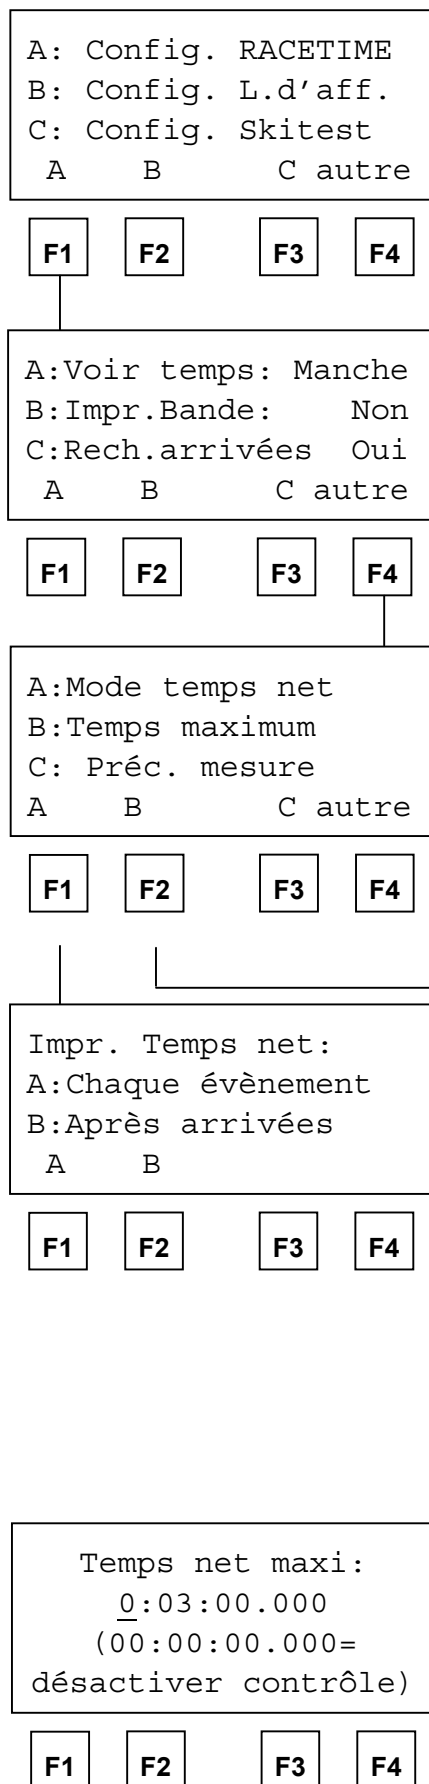 A: Config. RACETIME
B: Config. L.d’aff.
C: Config. Skitest
A B C autre
F1 F2 F3 F4
A:Voir temps: Manche
B:Impr.Bande: Non
C:Rech.arrivées Oui
A B C autre
F1 F2 F3 F4
A:Mode temps net
B:Temps maximum
C: Préc. mesure
A B C autre
F1 F2 F3 F4
Impr. Temps net:
A:Chaque évènement
B:Après arrivées
A B
F1 F2 F3 F4
Temps net maxi:
0:03:00.000
(00:00:00.000=
désactiver contrôle)
F1 F2 F3 F4